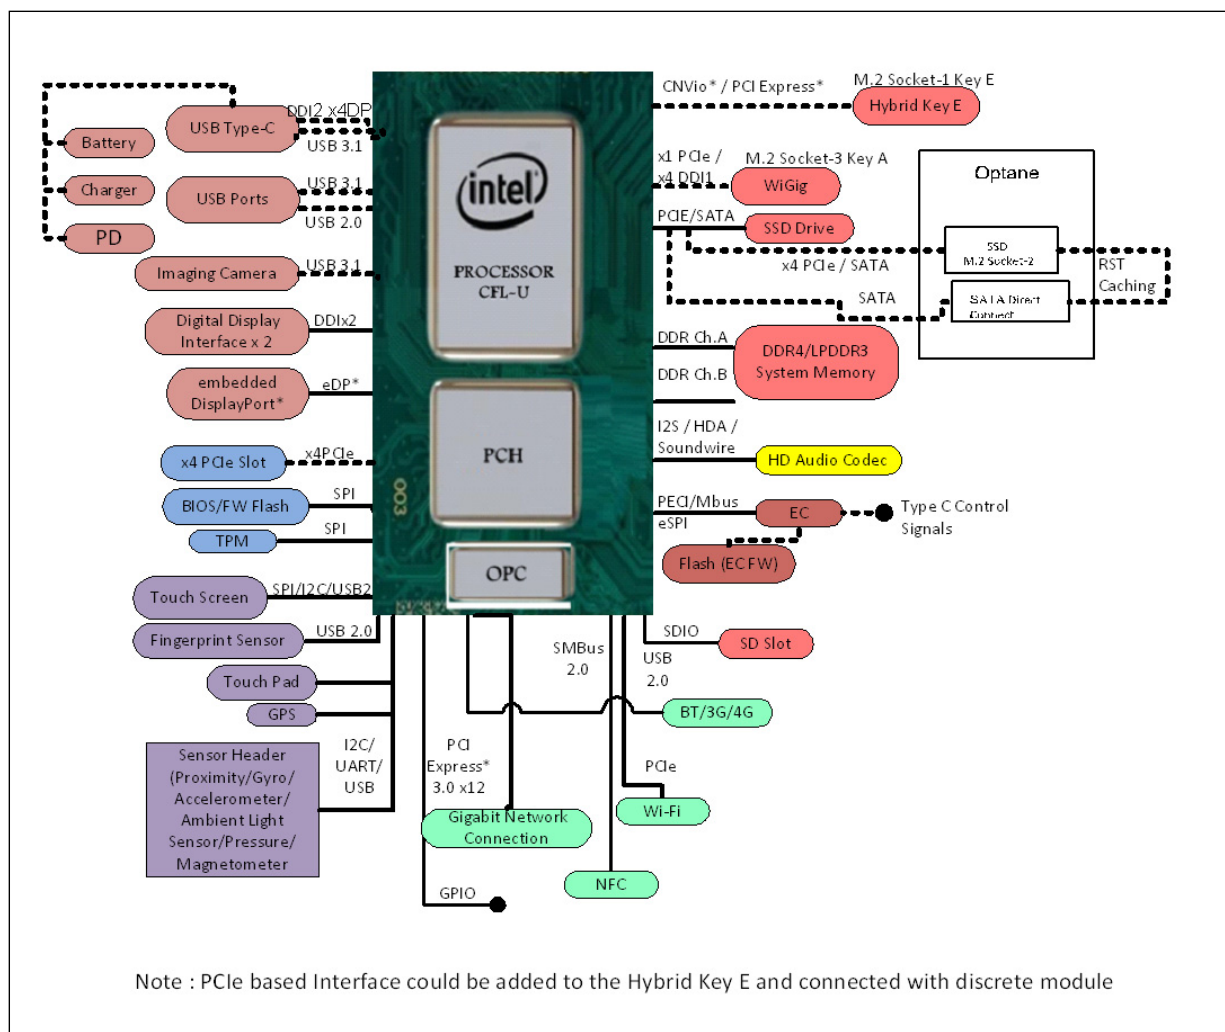 DDI2 x4DP
USB Type-C
USB 3.1
Battery
Charger
PD
USB 3.1
USB Ports
USB 2.0
Imaging Camera
USB 3.1
Digital Display
Interface x 2
DDIx2
embedded
DisplayPort*
eDP*
x4 PCIe Slot
x4PCIe
BIOS/FW Flash
SPI
TPM
SPI
Touch Screen
SPI/I2C/USB2
Fingerprint Sensor
USB 2.0
Touch Pad
GPS
Sensor Header
(Proximity/Gyro/
Accelerometer/
Ambient Light
Sensor/Pressure/
Magnetometer
I2C/
UART/
USB
intel
PROCESSOR
CFL-U
PCH
003
OPC
CNVio* / PCI Express*
M.2 Socket-1 Key E
Hybrid Key E
x1 PCIe /
x4 DDI1
M.2 Socket-3 Key A
WiGig
PCIE/SATA
SSD Drive
x4 PCIe / SATA
SATA
Optane
SSD
M.2 Socket-2
SATA Direct
Connect
RST
Caching
DDR Ch.A
DDR Ch.B
DDR4/LPDDR3
System Memory
I2S / HDA /
Soundwire
HD Audio Codec
PECI/Mbus
eSPI
EC
Type C Control
Signals
Flash (EC FW)
SDIO
SD Slot
SMBus
2.0
USB
2.0
BT/3G/4G
PCI
Express*
3.0 x12
PCIe
Wi-Fi
Gigabit Network
Connection
NFC
GPIO
Note : PCIe based Interface could be added to the Hybrid Key E and connected with discrete module